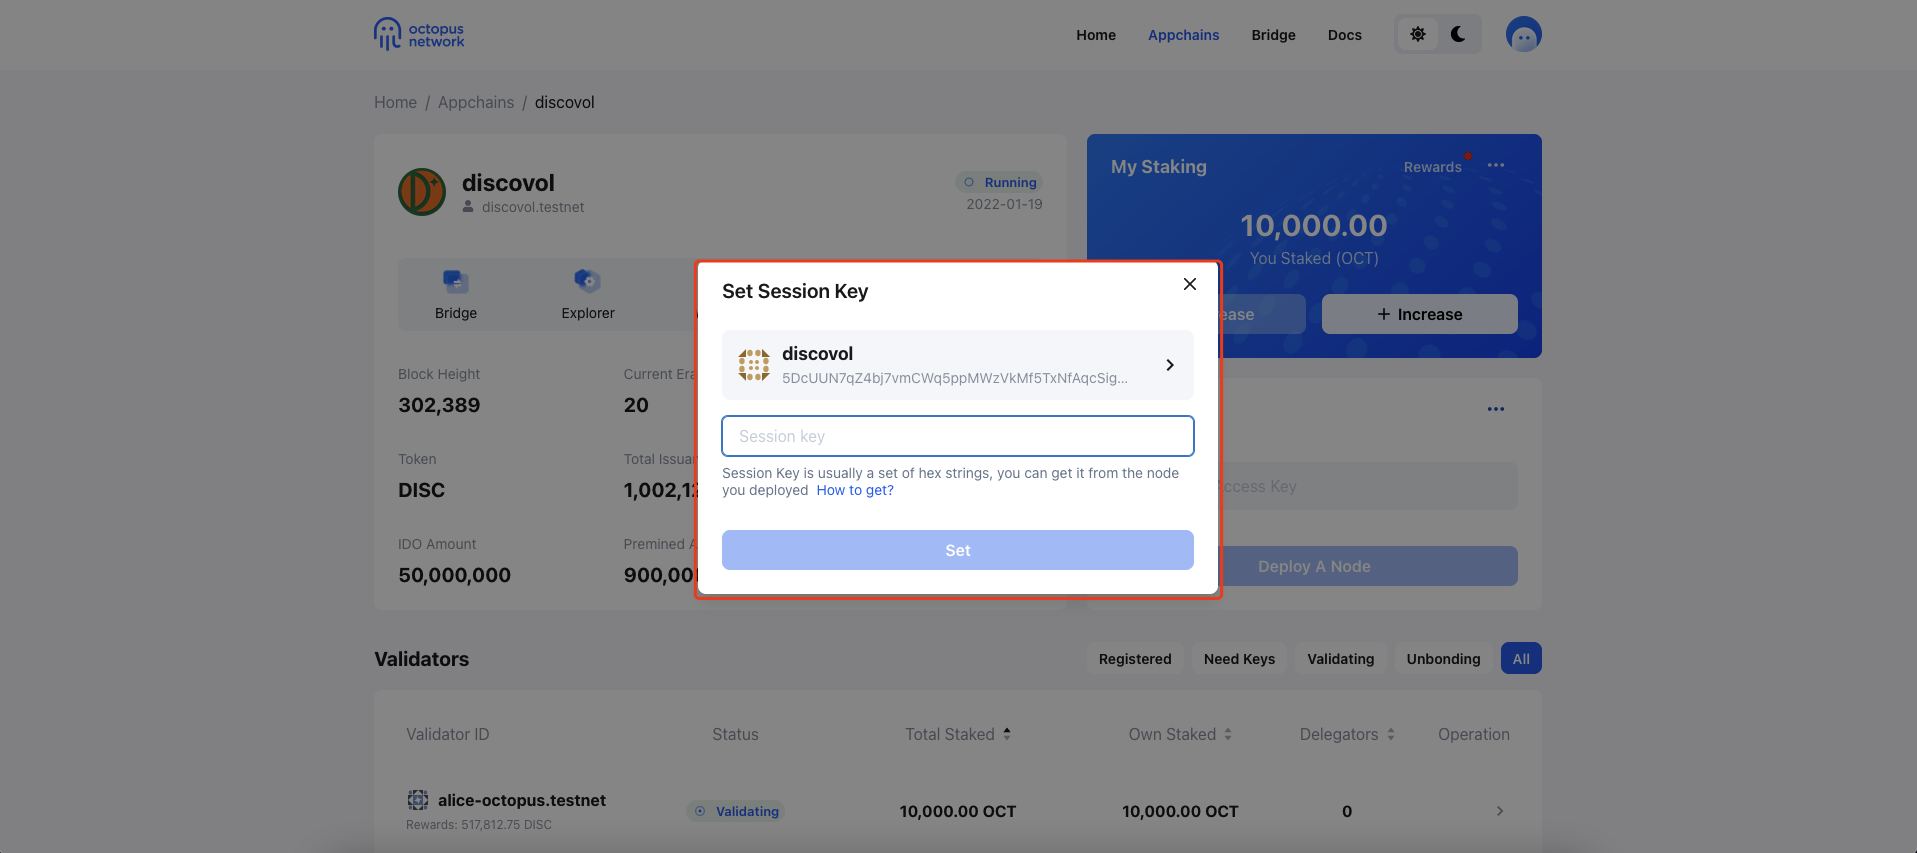 octopus
network
Home
Appchains
Bridge
Docs
Home / Appchains / discovol
discovol
discovol.testnet
Running
2022-01-19
Bridge
Explorer
Block Height
302,389
Current Era
20
Token
DISC
Total Issuan
1,002,12
IDO Amount
50,000,000
Premined A
900,00
My Staking
Rewards
10,000.00
You Staked (OCT)
ease
+ Increase
Set Session Key
discovol
5DcUUN7qZ4bj7vmCWq5ppMWzVkMf5TxNfAqcSig...
Session key
Session Key is usually a set of hex strings, you can get it from the node
you deployed How to get?
Set
ccess Key
Deploy A Node
Validators
Registered
Need Keys
Validating
Unbonding
All
Validator ID
Status
Total Staked
Own Staked
Delegators
Operation
alice-octopus.testnet
Rewards: 517,812.75 DISC
Validating
10,000.00 OCT
10,000.00 OCT
0